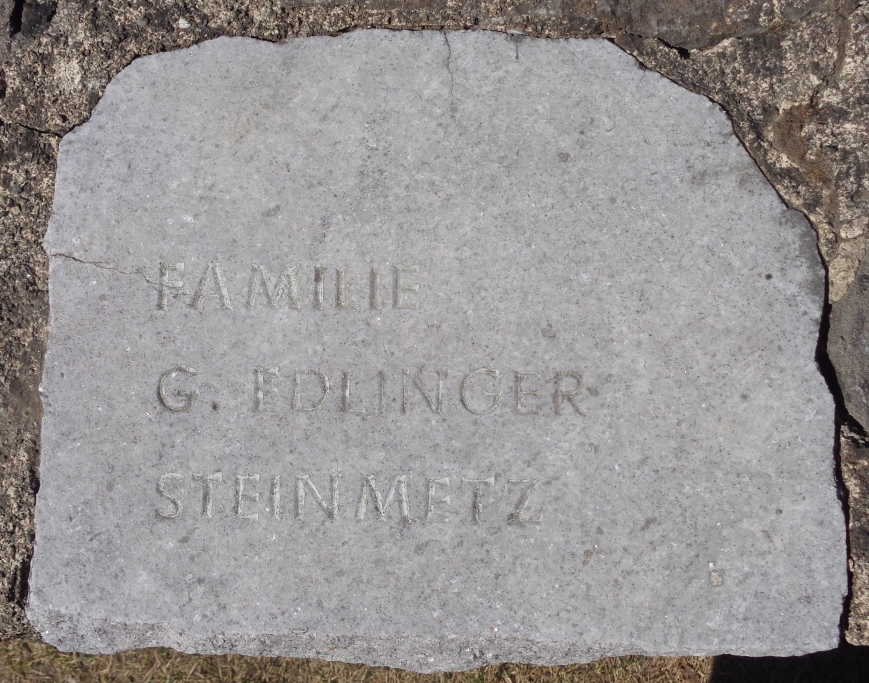 FAMILIE
G. EDLINGER
STEINMETZ